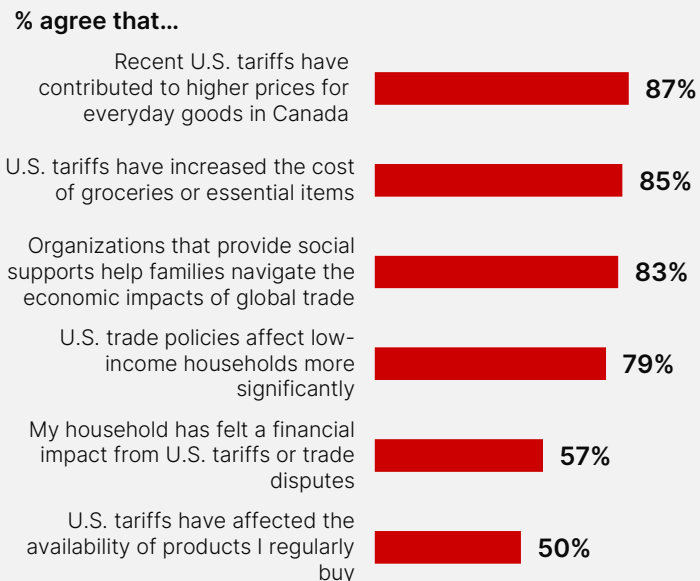 % agree that...
Recent U.S. tariffs have
contributed to higher prices for
everyday goods in Canada
87%
U.S. tariffs have increased the cost
of groceries or essential items
85%
Organizations that provide social
supports help families navigate the
economic impacts of global trade
83%
U.S. trade policies affect low-
income households more
significantly
79%
My household has felt a financial
impact from U.S. tariffs or trade
disputes
57%
U.S. tariffs have affected the
availability of products I regularly
buy
50%